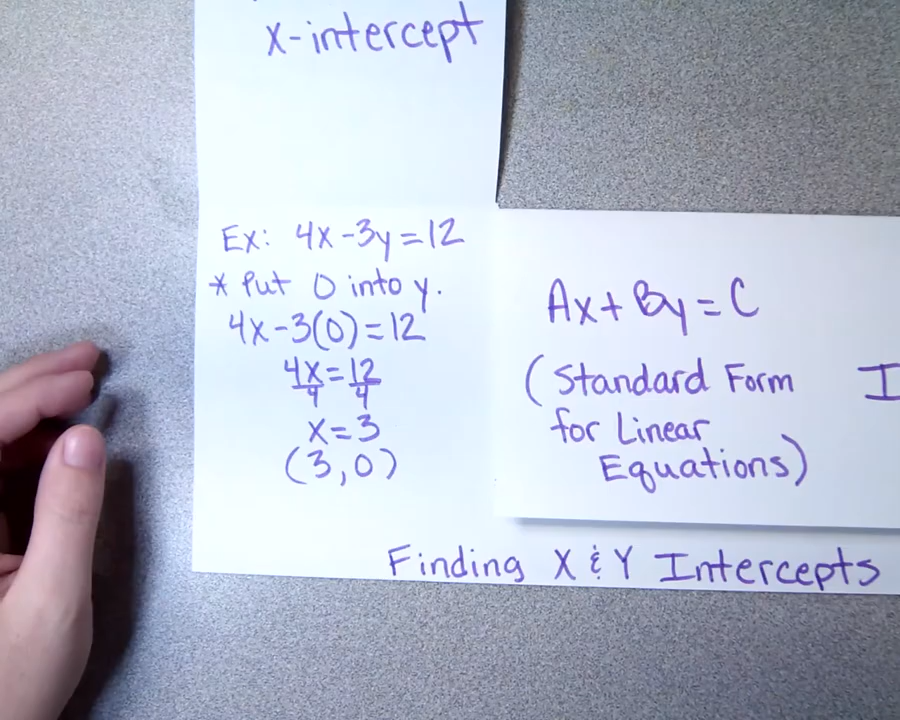 x-intercept
Ex: 4x-3y=12
* Put 0 into y.
4x-3(0)=12
4x=12
4 4
x=3
(3,0)
Ax+By=C
(Standard Form
for Linear
Equations)
I
Finding X & Y Intercepts